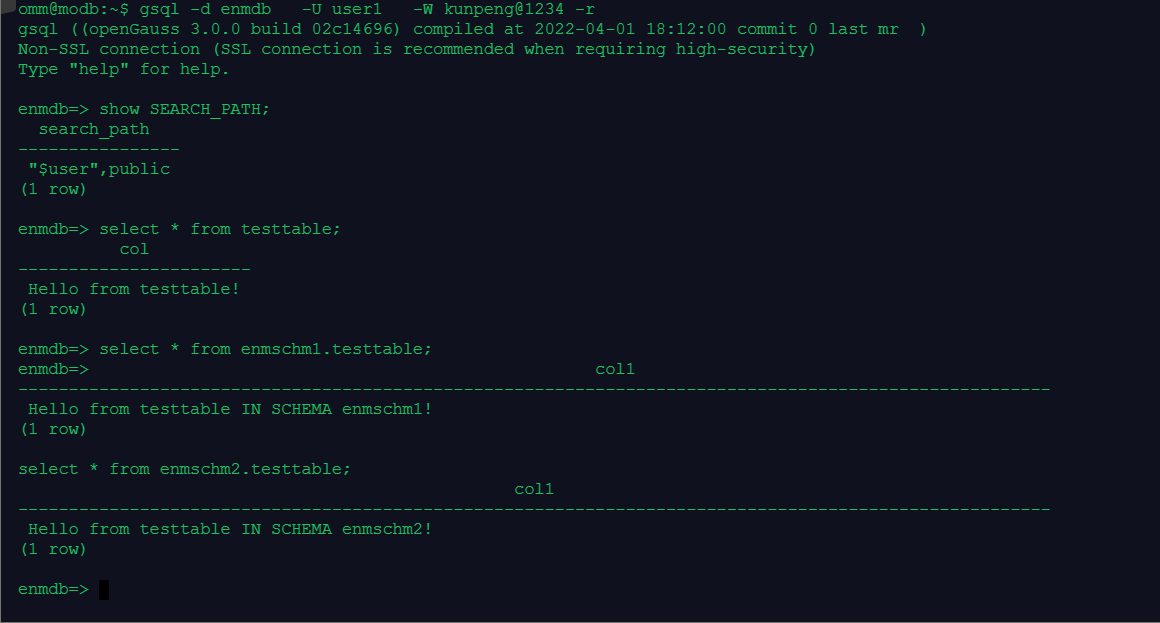 omm@modb:~$ gsql -d enmdb   -U user1   -W kunpeng@1234 -r
gsql ((openGauss 3.0.0 build 02c14696) compiled at 2022-04-01 18:12:00 commit 0 last mr  )
Non-SSL connection (SSL connection is recommended when requiring high-security)
Type "help" for help.
enmdb=> show SEARCH_PATH;
  search_path
----------------
 "$user",public
(1 row)
enmdb=> select * from testtable;
          col
-----------------------
 Hello from testtable!
(1 row)
enmdb=> select * from enmschm1.testtable;
enmdb=>                                                  col1
------------------------------------------------------------------------------------------------------
 Hello from testtable IN SCHEMA enmschm1!
(1 row)
select * from enmschm2.testtable;
                                                 col1
------------------------------------------------------------------------------------------------------
 Hello from testtable IN SCHEMA enmschm2!
(1 row)
enmdb=>